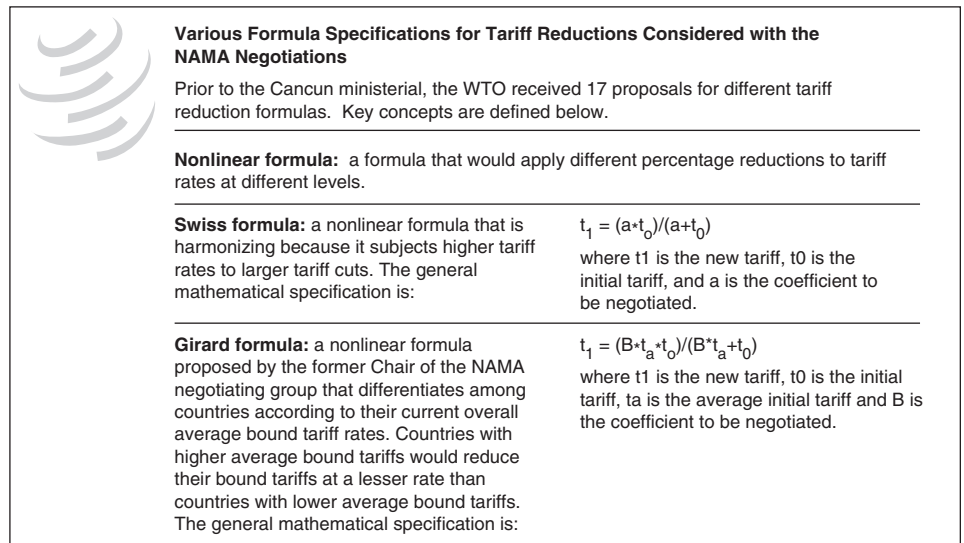 Various Formula Specifications for Tariff Reductions Considered with the
NAMA Negotiations
Prior to the Cancun ministerial, the WTO received 17 proposals for different tariff
reduction formulas.  Key concepts are defined below.
Nonlinear formula:  a formula that would apply different percentage reductions to tariff
rates at different levels.
Swiss formula: a nonlinear formula that is
harmonizing because it subjects higher tariff
rates to larger tariff cuts. The general
mathematical specification is:
t1 = (a*to)/(a+t0)
where t1 is the new tariff, t0 is the
initial tariff, and a is the coefficient to
be negotiated.
Girard formula: a nonlinear formula
proposed by the former Chair of the NAMA
negotiating group that differentiates among
countries according to their current overall
average bound tariff rates. Countries with
higher average bound tariffs would reduce
their bound tariffs at a lesser rate than
countries with lower average bound tariffs.
The general mathematical specification is:
t1 = (B*ta*to)/(B*ta+t0)
where t1 is the new tariff, t0 is the initial
tariff, ta is the average initial tariff and B is
the coefficient to be negotiated.